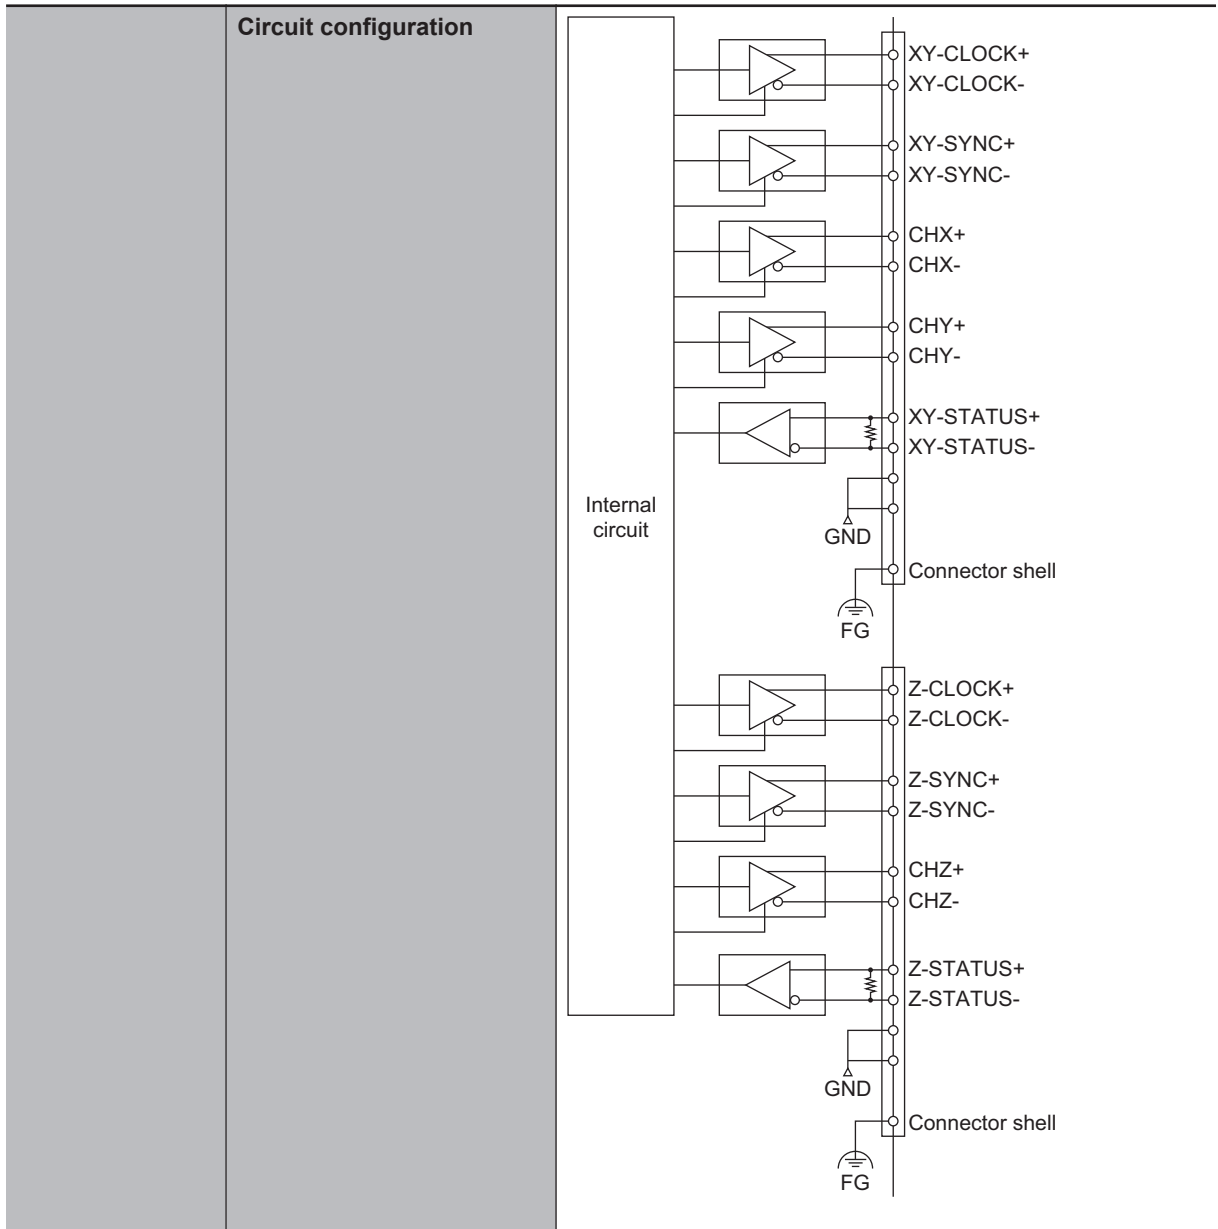 Circuit configuration
XY-CLOCK+
XY-CLOCK-
XY-SYNC+
XY-SYNC-
CHX+
CHX-
CHY+
CHY-
XY-STATUS+
XY-STATUS-
Internal
circuit
GND
Connector shell
FG
Z-CLOCK+
Z-CLOCK-
Z-SYNC+
Z-SYNC-
CHZ+
CHZ-
Z-STATUS+
Z-STATUS-
GND
Connector shell
FG